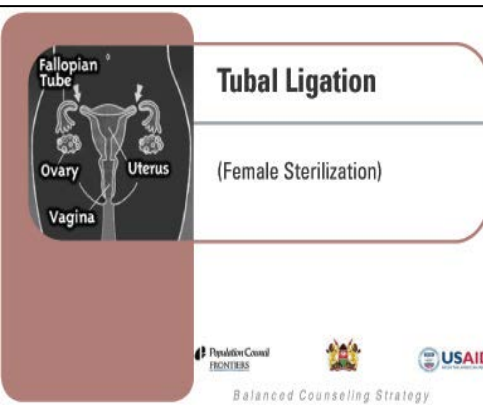 Fallopian
Tube
Ovary
Uterus
Vagina
Tubal Ligation
(Female Sterilization)
Population Council
FRONTIERS
USAID
Balanced Counseling Strategy